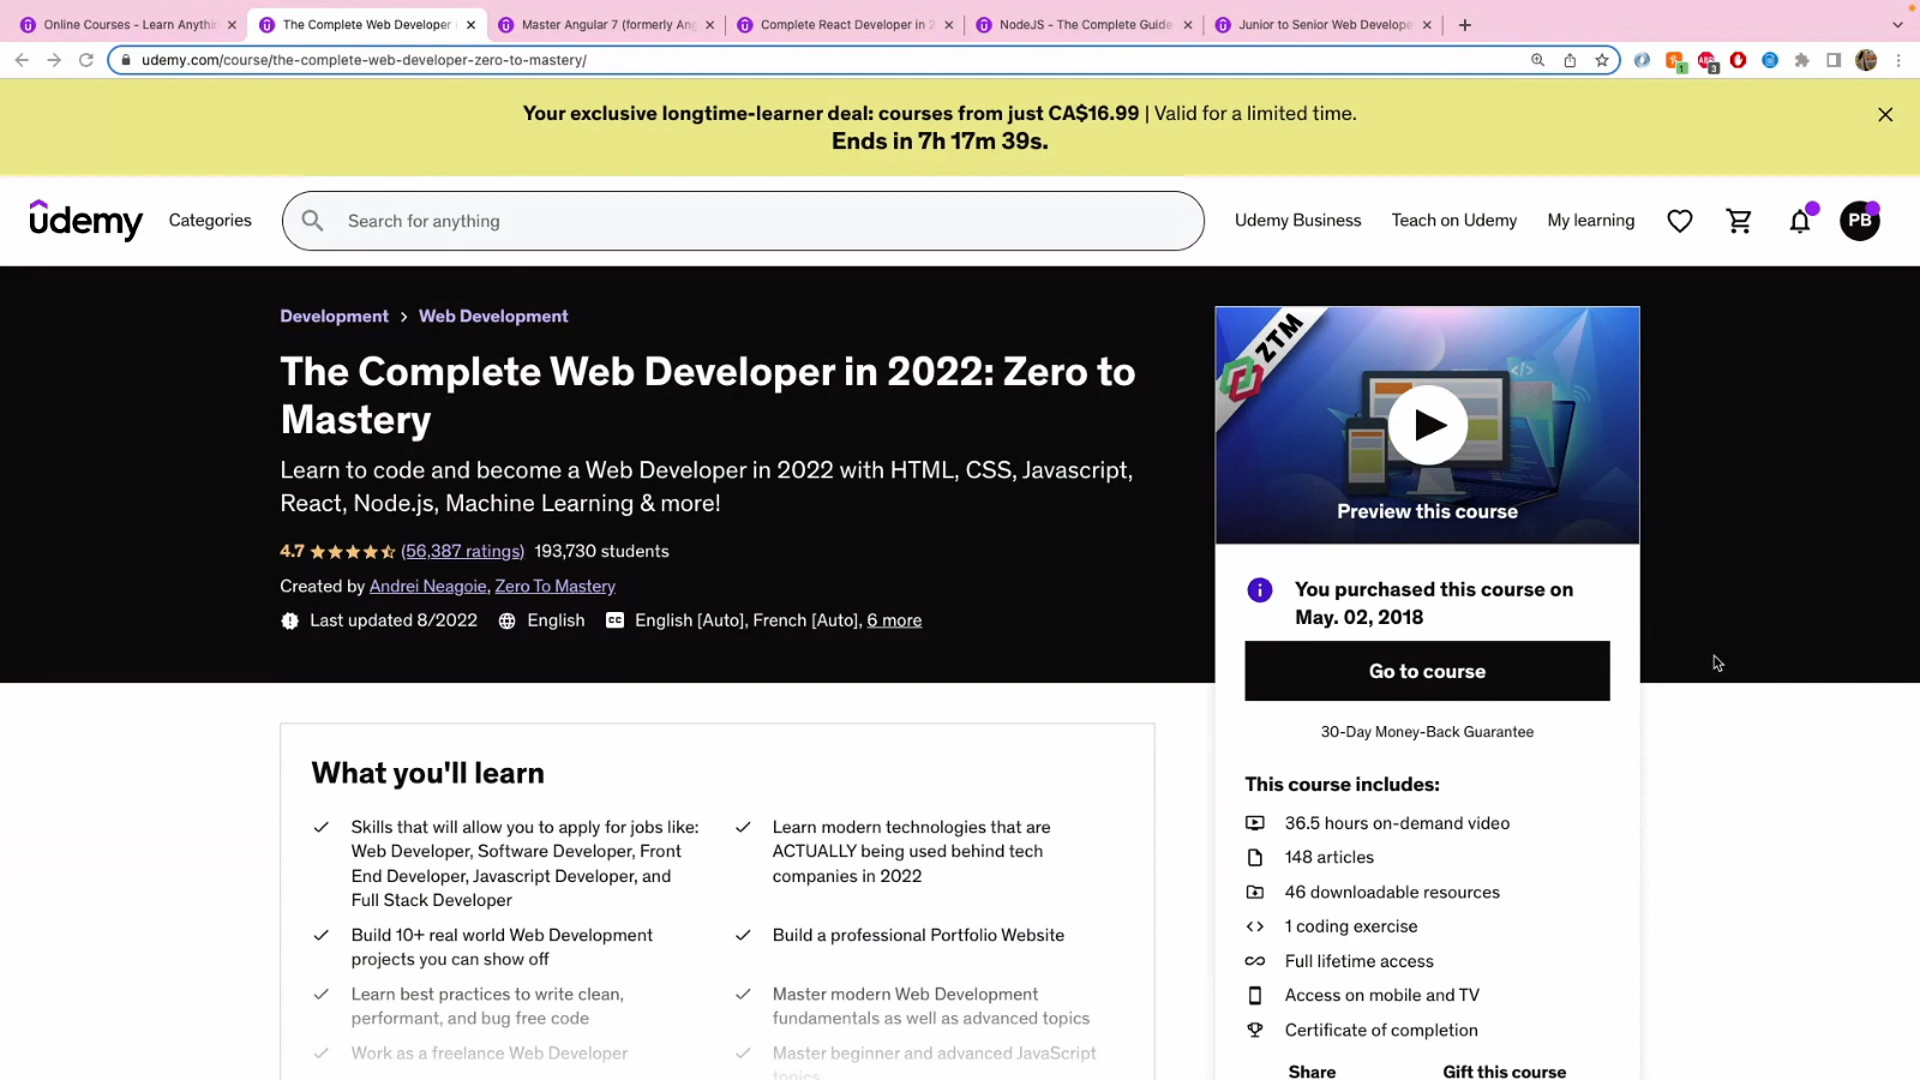 Online Courses - Learn Anythin
The Complete Web Developer
Master Angular 7 (formerly Ang
Complete React Developer in 2
NodeJS - The Complete Guide
Junior to Senior Web Develope
udemy.com/course/the-complete-web-developer-zero-to-mastery/
1
3
Your exclusive longtime-learner deal: courses from just CA$16.99 | Valid for a limited time.
Ends in 7h 17m 39s.
udemy
Categories
Search for anything
Udemy Business
Teach on Udemy
My learning
PB
Development > Web Development
The Complete Web Developer in 2022: Zero to
Mastery
Learn to code and become a Web Developer in 2022 with HTML, CSS, Javascript,
React, Node.js, Machine Learning & more!
4.7 (56,387 ratings) 193,730 students
Created by Andrei Neagoie, Zero To Mastery
Last updated 8/2022 English CC English [Auto], French [Auto], 6 more
ZTM
Preview this course
You purchased this course on
May. 02, 2018
Go to course
30-Day Money-Back Guarantee
This course includes:
36.5 hours on-demand video
148 articles
46 downloadable resources
1 coding exercise
Full lifetime access
Access on mobile and TV
Certificate of completion
Share
Gift this course
What you'll learn
Skills that will allow you to apply for jobs like:
Web Developer, Software Developer, Front
End Developer, Javascript Developer, and
Full Stack Developer
Learn modern technologies that are
ACTUALLY being used behind tech
companies in 2022
Build 10+ real world Web Development
projects you can show off
Build a professional Portfolio Website
Learn best practices to write clean,
performant, and bug free code
Master modern Web Development
fundamentals as well as advanced topics
Work as a freelance Web Developer
Master beginner and advanced JavaScript
topics